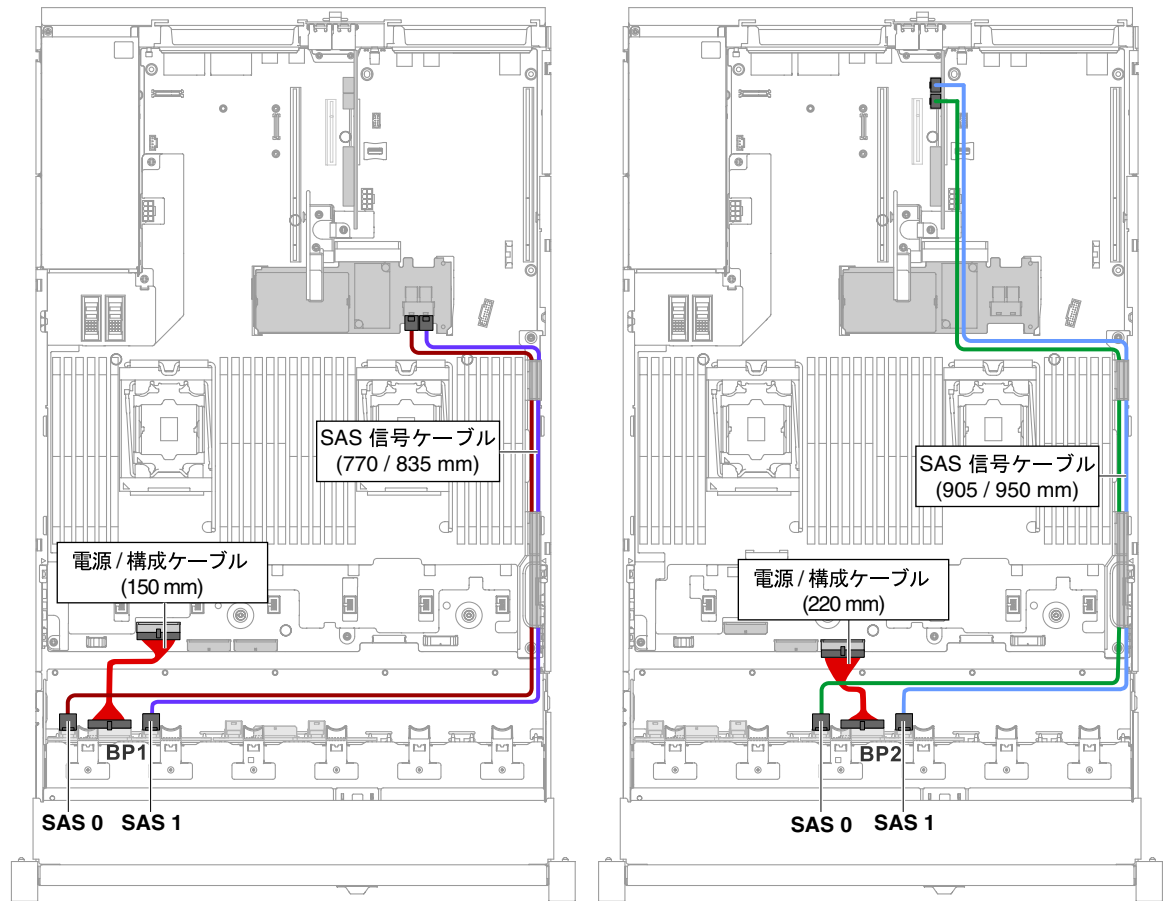 SAS 信号ケーブル
(770 / 835 mm)
電源 / 構成ケーブル
(150 mm)
BP1
SAS 0 SAS 1
SAS 信号ケーブル
(905 / 950 mm)
電源 / 構成ケーブル
(220 mm)
BP2
SAS 0 SAS 1